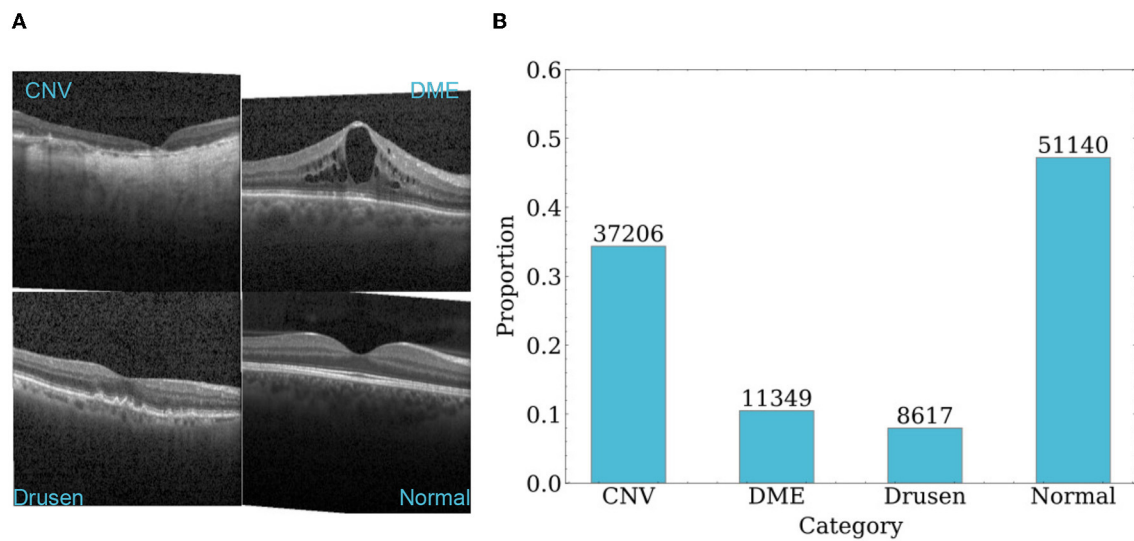 A
B
CNV
DME
Drusen
Normal
0.6
0.5
0.4
0.3
0.2
0.1
0.0
Proportion
37206
11349
8617
51140
CNV
DME
Drusen
Normal
Category